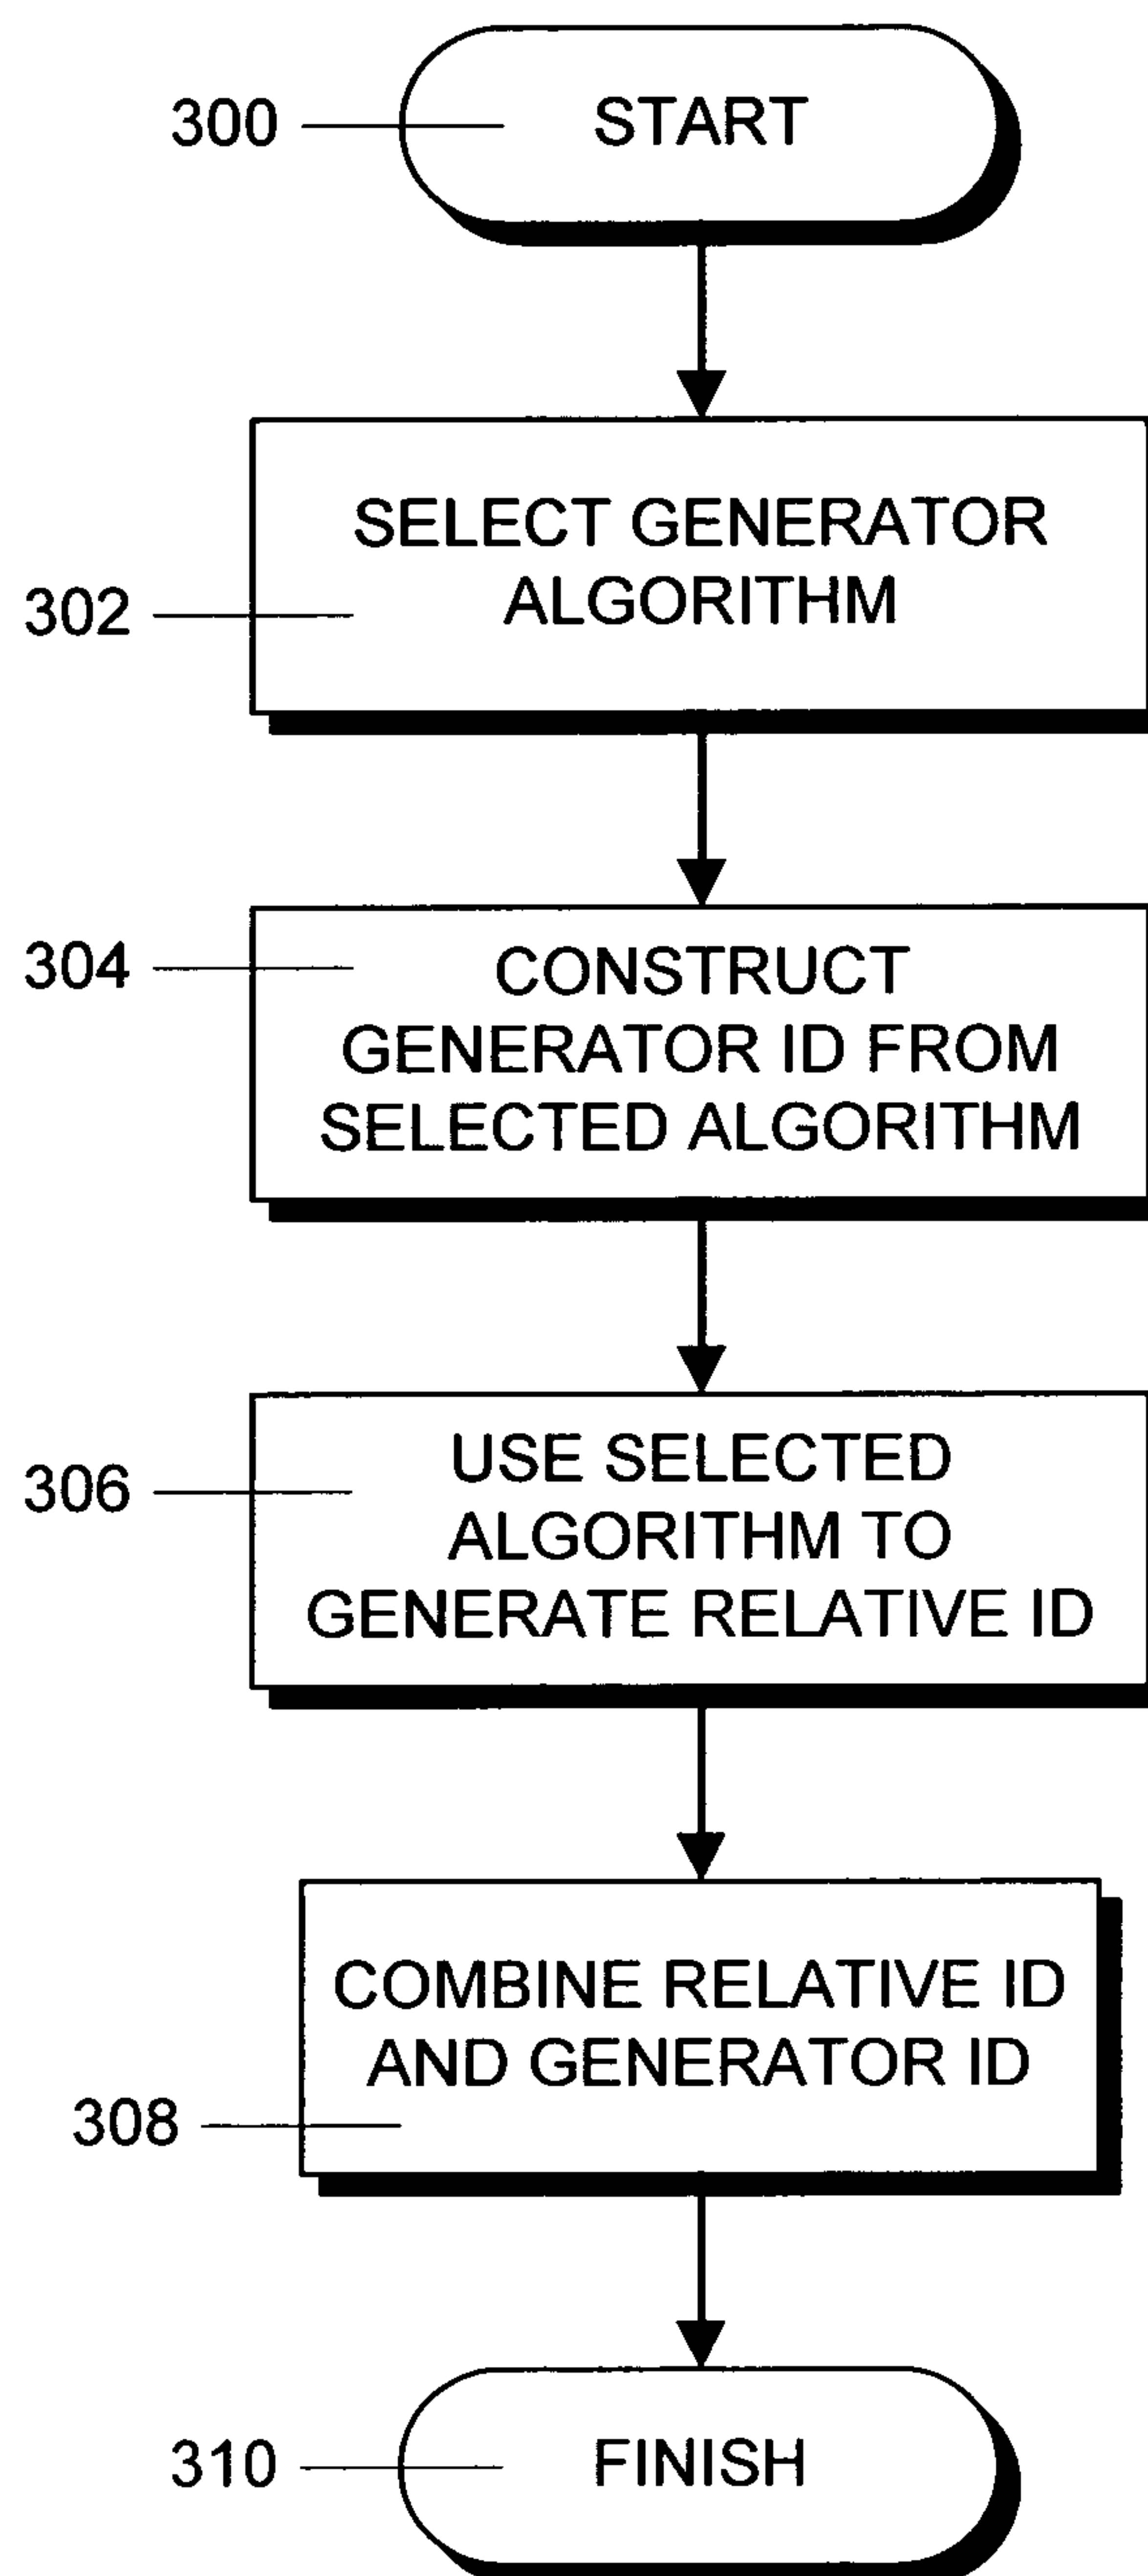 300
START
302
SELECT GENERATOR
ALGORITHM
304
CONSTRUCT
GENERATOR ID FROM
SELECTED ALGORITHM
306
USE SELECTED
ALGORITHM TO
GENERATE RELATIVE ID
308
COMBINE RELATIVE ID
AND GENERATOR ID
310
FINISH